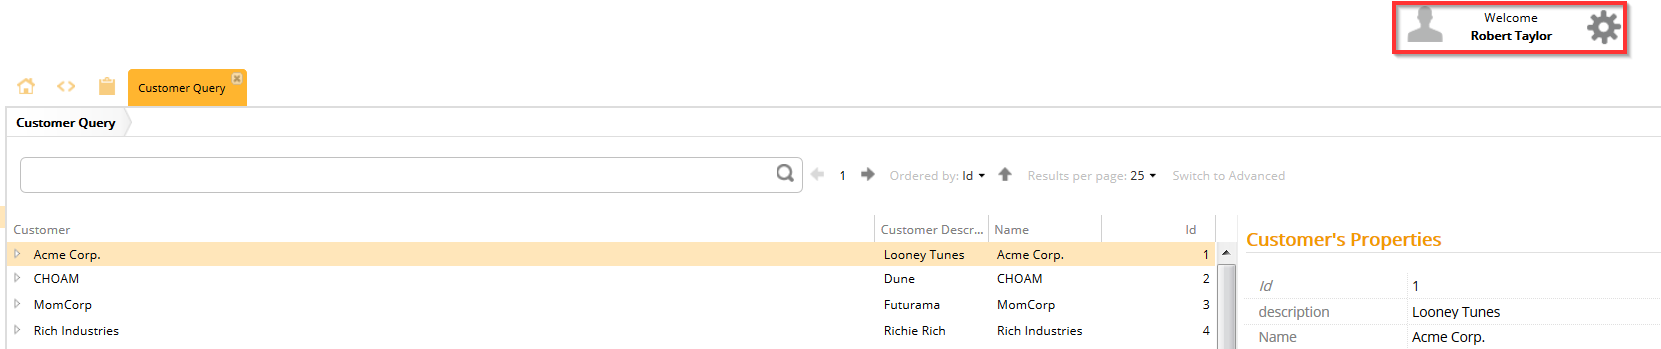 Welcome
Robert Taylor
Customer Query
Customer Query
1 Ordered by: Id Results per page: 25 Switch to Advanced
Customer Customer Descr... Name Id
Acme Corp. Looney Tunes Acme Corp. 1
CHOAM Dune CHOAM 2
MomCorp Futurama MomCorp 3
Rich Industries Richie Rich Rich Industries 4
Customer's Properties
Id 1
description Looney Tunes
Name Acme Corp.